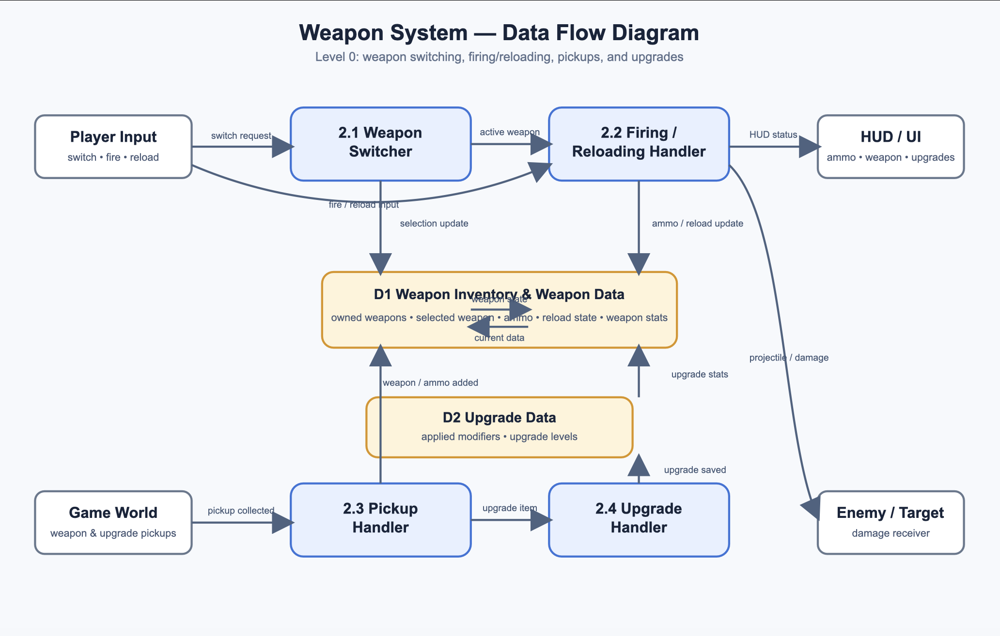 Weapon System — Data Flow Diagram
Level 0: weapon switching, firing/reloading, pickups, and upgrades
Player Input
switch • fire • reload
switch request
2.1 Weapon
Switcher
active weapon
2.2 Firing /
Reloading Handler
HUD status
HUD / UI
ammo • weapon • upgrades
fire / reload input
selection update
ammo / reload update
D1 Weapon Inventory & Weapon Data
weapon state
owned weapons • selected weapon • ammo • reload state • weapon stats
current data
projectile / damage
upgrade stats
weapon / ammo added
D2 Upgrade Data
applied modifiers • upgrade levels
upgrade saved
Game World
weapon & upgrade pickups
pickup collected
2.3 Pickup
Handler
upgrade item
2.4 Upgrade
Handler
Enemy / Target
damage receiver